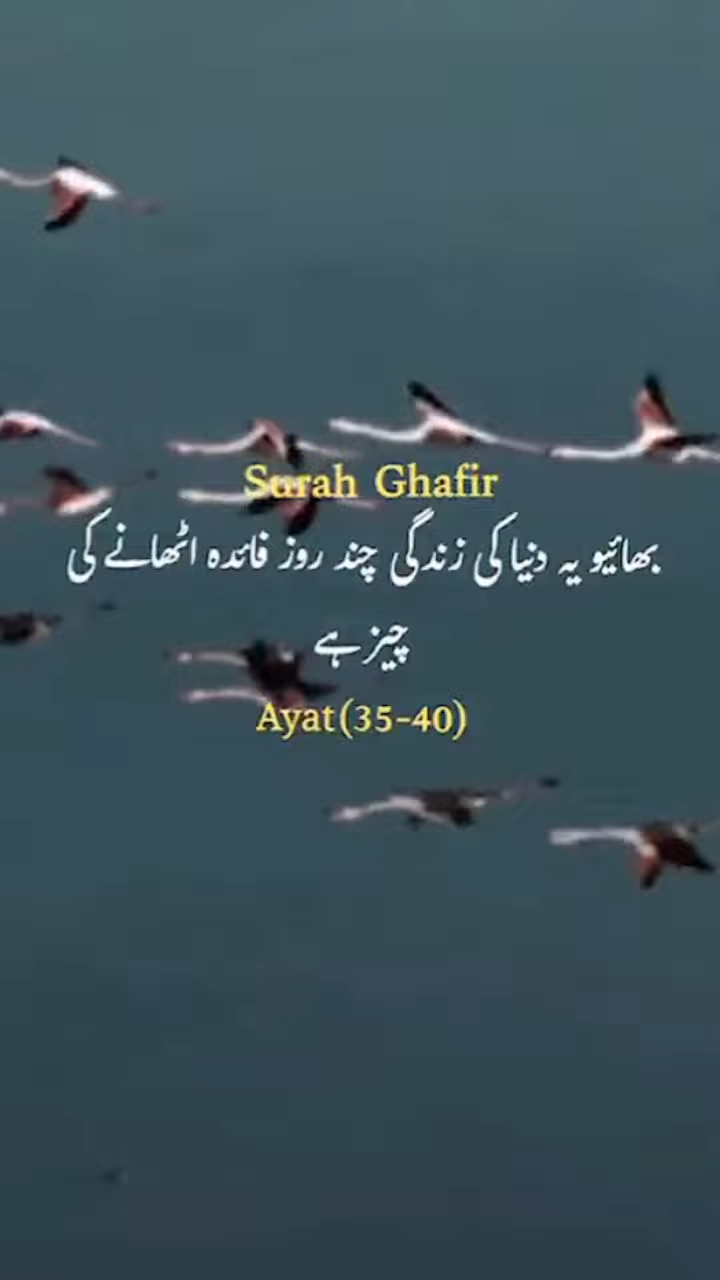 Surah Ghafir
بھائیو یہ دنیا کی زندگی چند روز فائدہ اٹھانے کی
چیز ہے
Ayat(35-40)